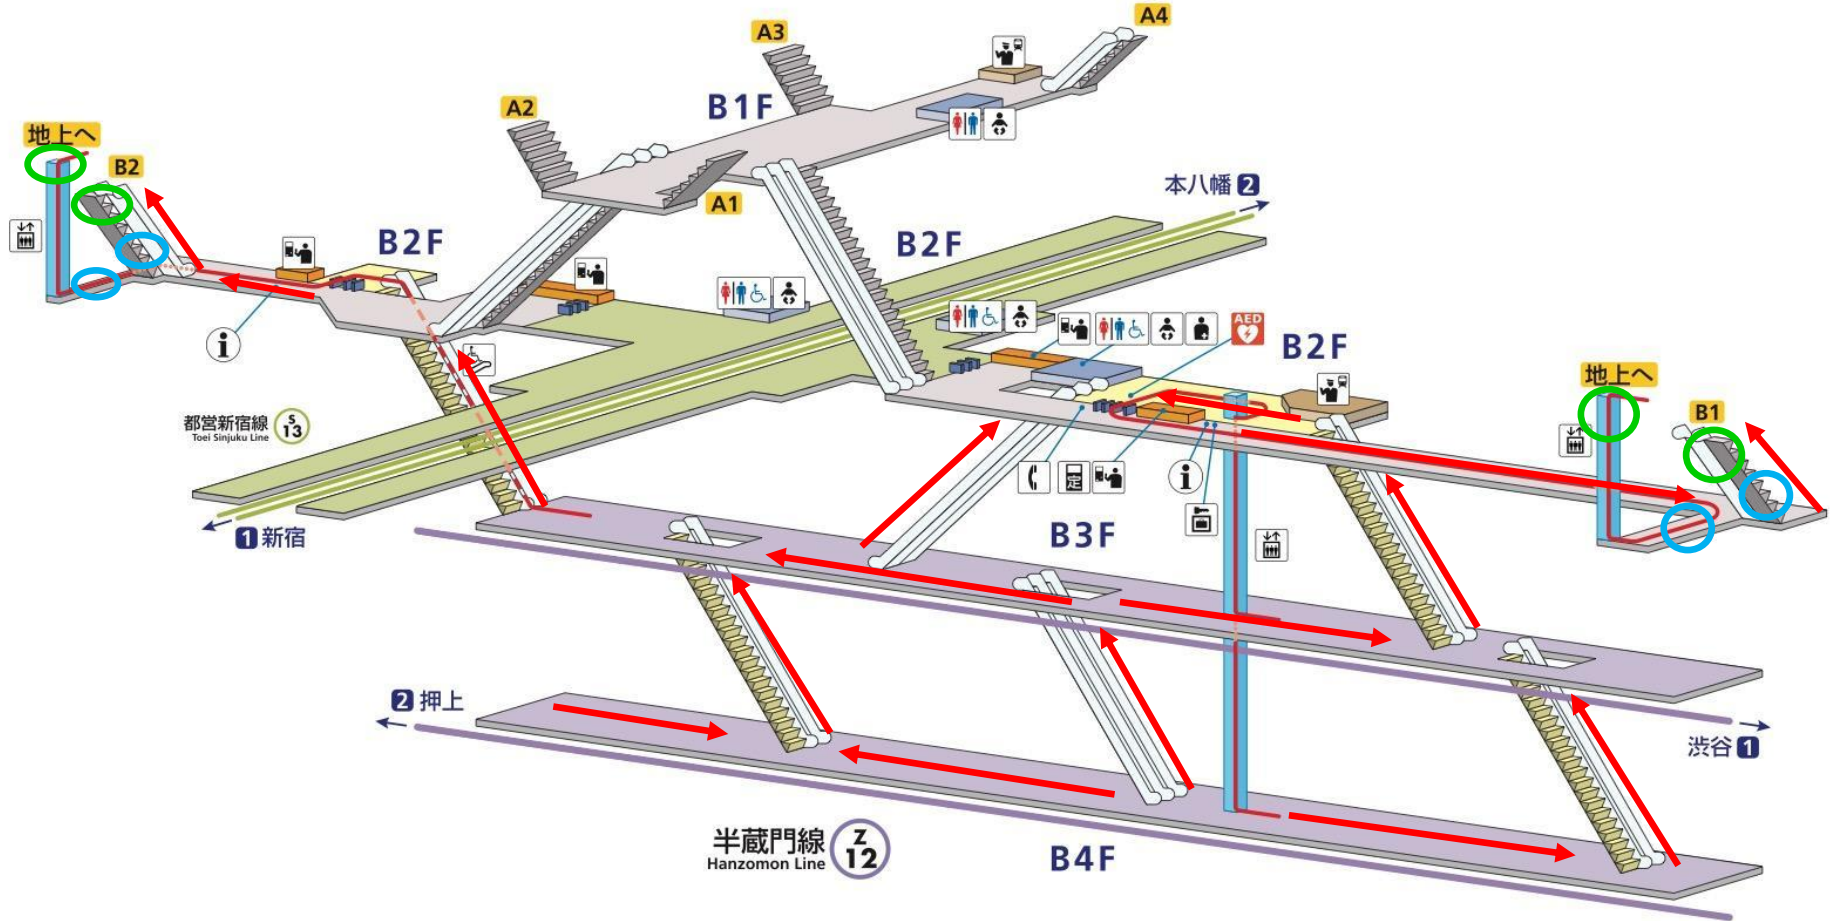 A4
A3
B1F
A2
地上へ
B2
A1
本八幡 2
B2F
B2F
AED
B2F
地上へ
B1
都営新宿線
Toei Sinjuku Line
S
13
定
1 新宿
B3F
2 押上
渋谷 1
半蔵門線
Hanzomon Line
Z
12
B4F